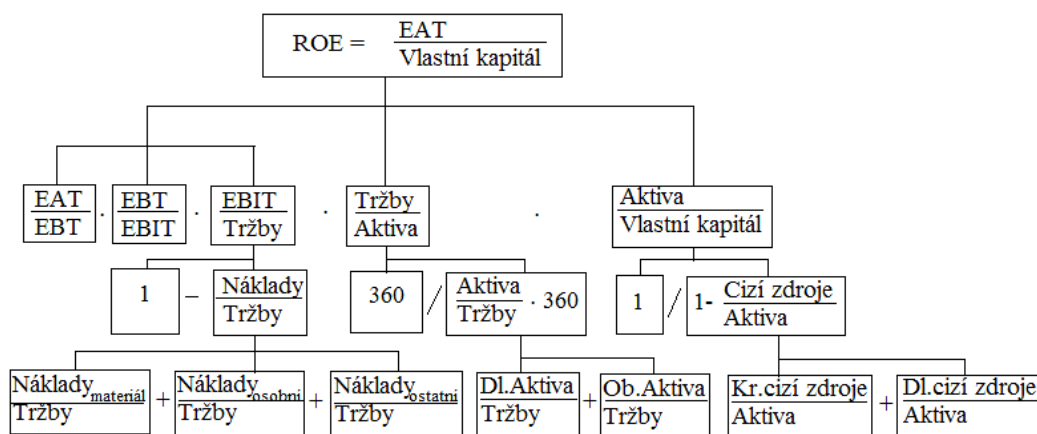 ROE = EAT
Vlastní kapitál
EAT
EBT
·
EBT
EBIT
·
EBIT
Tržby
·
Tržby
Aktiva
·
Aktiva
Vlastní kapitál
1
–
Náklady
Tržby
360
/
Aktiva
Tržby
· 360
1
/
1- Cizí zdroje
Aktiva
Náklady materiál
Tržby
+
Náklady osobní
Tržby
+
Náklady ostatní
Tržby
Dl.Aktiva
Tržby
+
Ob.Aktiva
Tržby
Kr.cizí zdroje
Aktiva
+
Dl.cizí zdroje
Aktiva